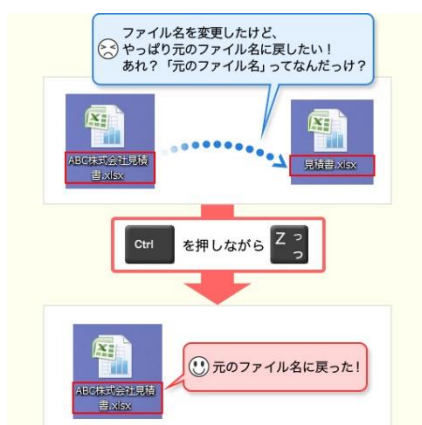 ファイル名を変更したけど、
やっぱり元のファイル名に戻したい！
あれ？「元のファイル名」ってなんだっけ？
ABC株式会社見積
書.xlsx
見積書.xlsx
Ctrl を押しながら Z っ
っ
ABC株式会社見積
書.xlsx
元のファイル名に戻った！